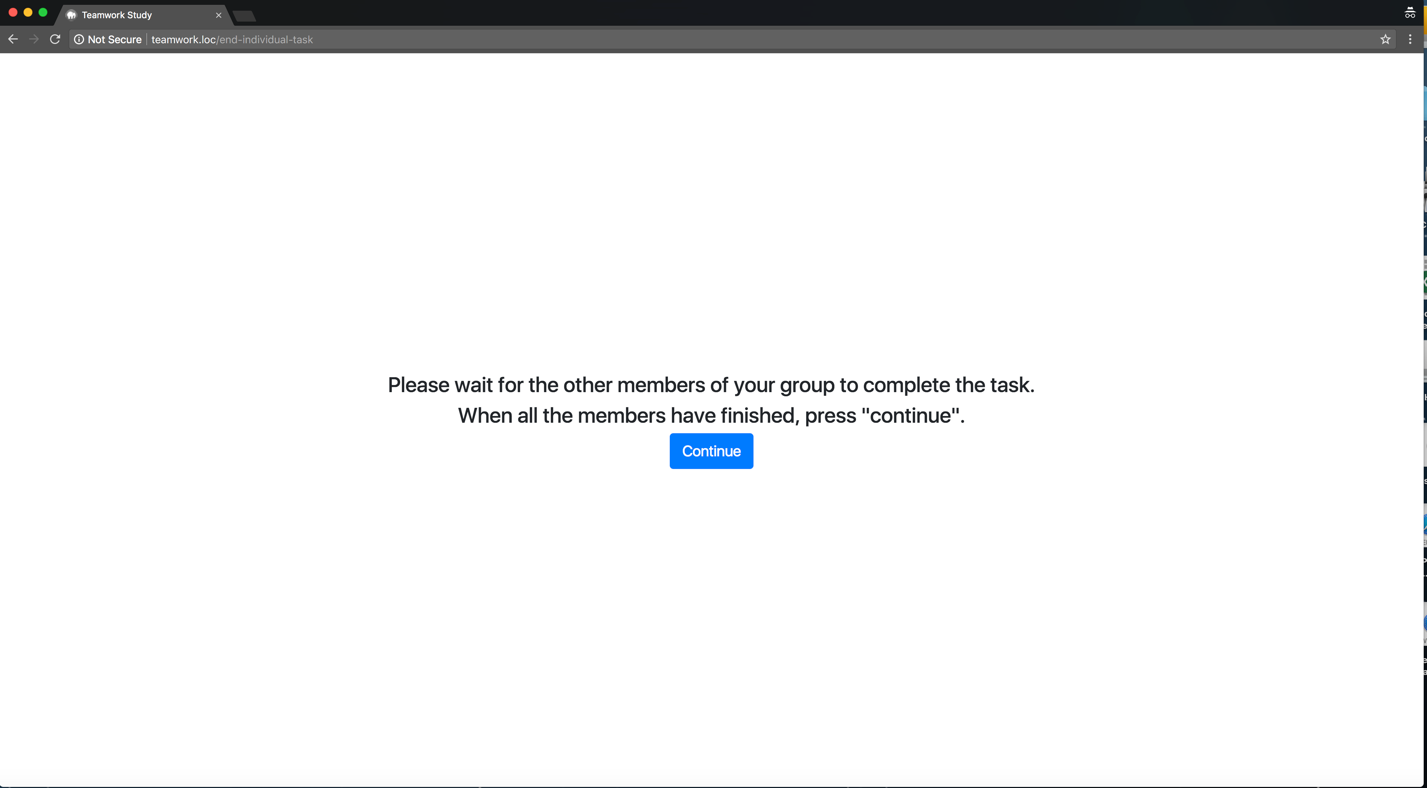 Teamwork Study
Not Secure
teamwork.loc/end-individual-task
Please wait for the other members of your group to complete the task.
When all the members have finished, press "continue".
Continue